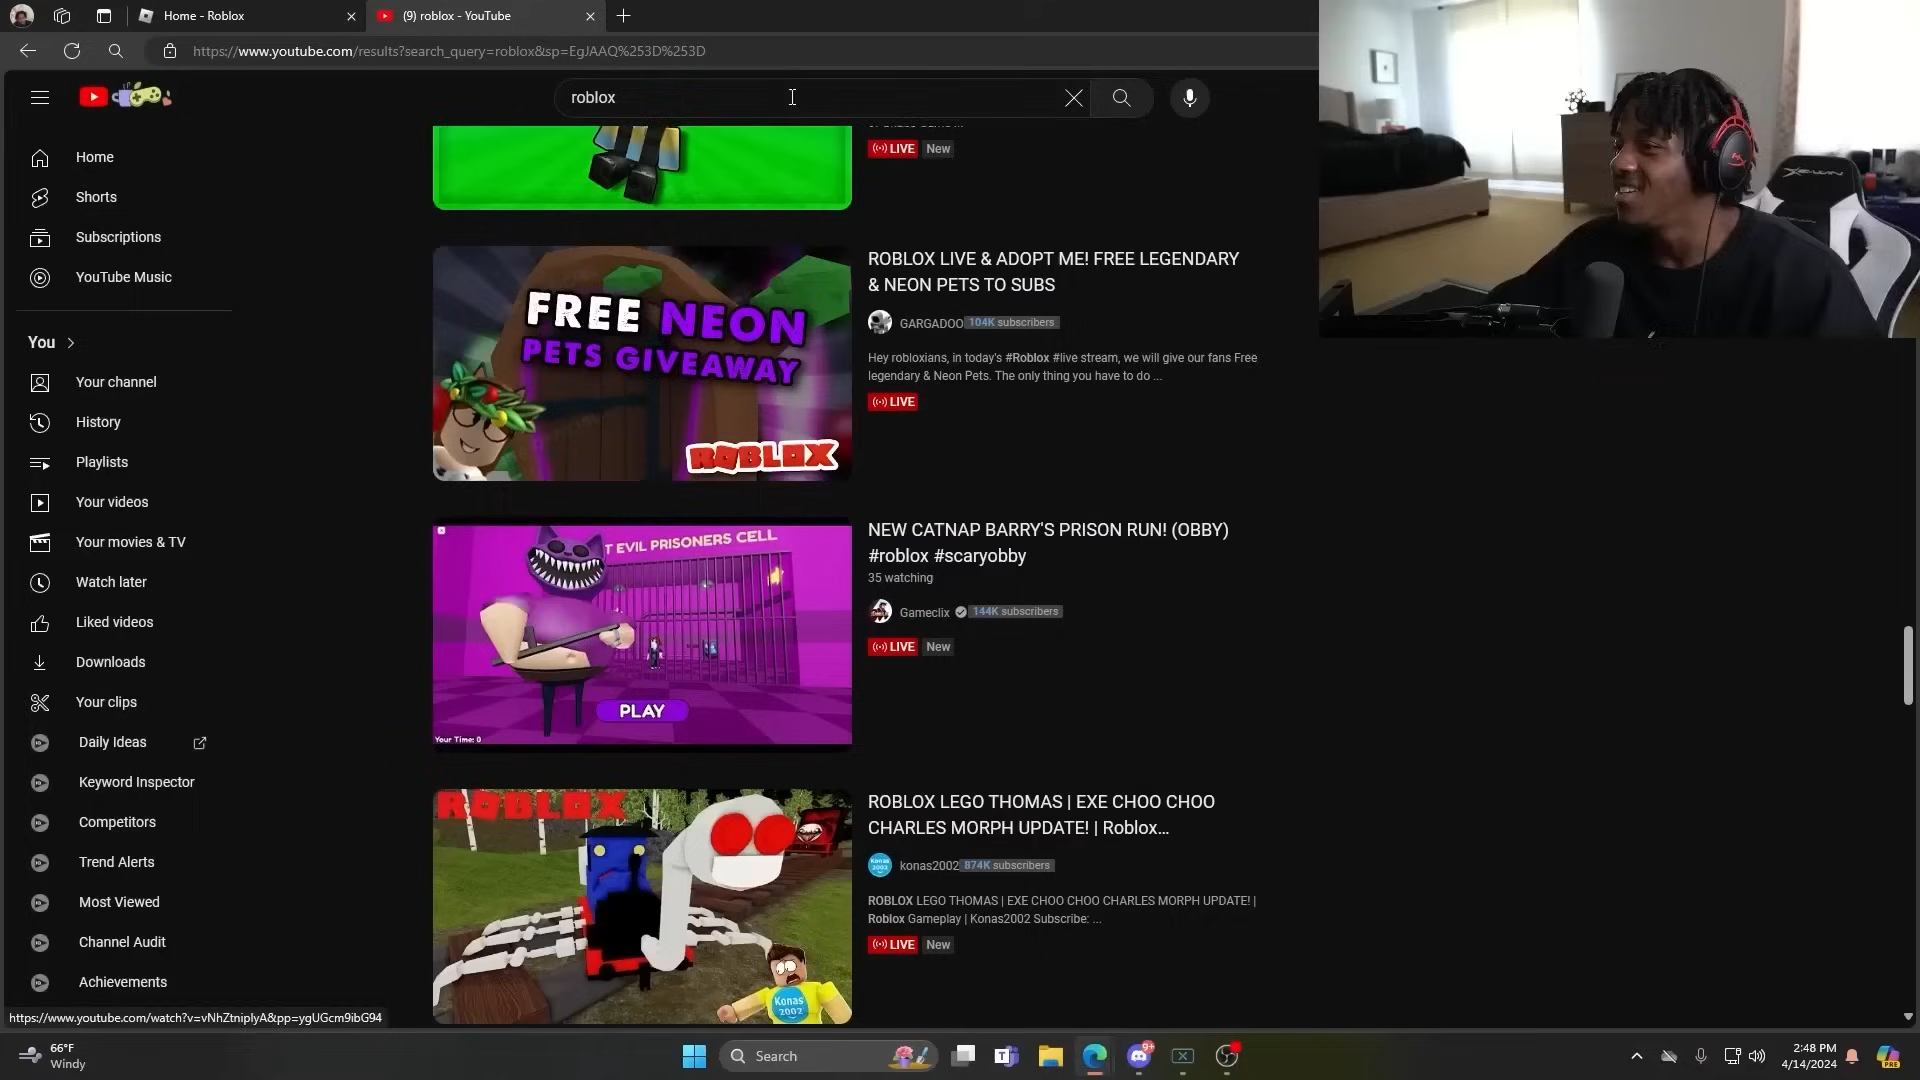 Home - Roblox
(9) roblox - YouTube
https://www.youtube.com/results?search_query=roblox&sp=EgJAAQ%253D%253D
roblox
Home
Shorts
Subscriptions
YouTube Music
You
Your channel
History
Playlists
Your videos
Your movies & TV
Watch later
Liked videos
Downloads
Your clips
Daily Ideas
Keyword Inspector
Competitors
Trend Alerts
Most Viewed
Channel Audit
Achievements
LIVE New
FREE NEON
PETS GIVEAWAY
ROBLOX
ROBLOX LIVE & ADOPT ME! FREE LEGENDARY
& NEON PETS TO SUBS
GARGADOO 104K subscribers
Hey robloxians, in today's #Roblox #live stream, we will give our fans Free
legendary & Neon Pets. The only thing you have to do ...
LIVE
T EVIL PRISONERS CELL
PLAY
Your Time: 0
NEW CATNAP BARRY'S PRISON RUN! (OBBY)
#roblox #scaryobby
35 watching
Gameclix 144K subscribers
LIVE New
ROBLOX
Konas
2002
ROBLOX LEGO THOMAS | EXE CHOO CHOO
CHARLES MORPH UPDATE! | Roblox...
konas2002 874K subscribers
ROBLOX LEGO THOMAS | EXE CHOO CHOO CHARLES MORPH UPDATE! |
Roblox Gameplay | Konas2002 Subscribe: ...
LIVE New
https://www.youtube.com/watch?v=vNhZtniplyA&pp=ygUGcm9ibG94
66°F
Windy
Search
9+
2:48 PM
4/14/2024
PRE